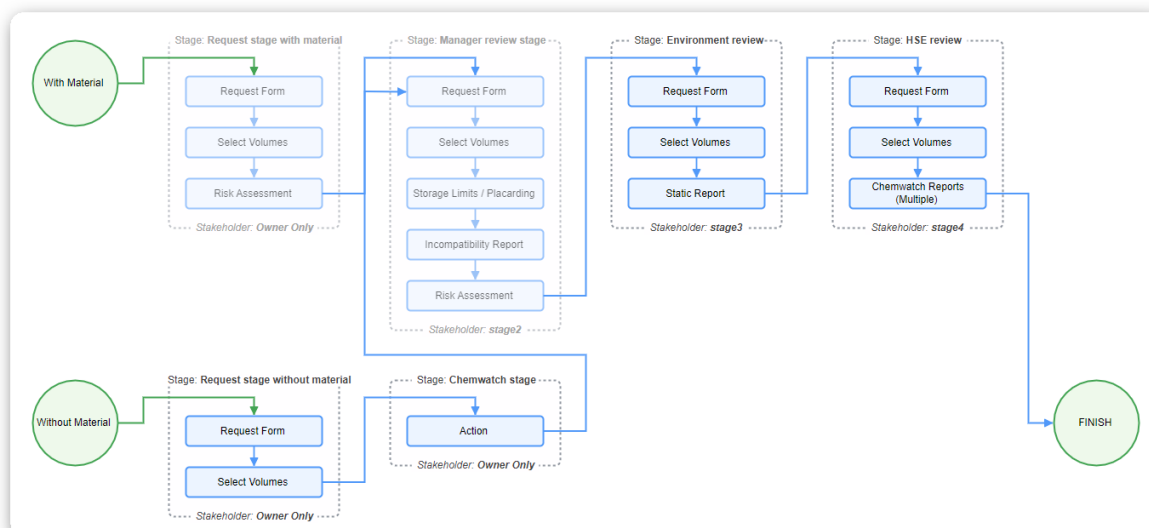 With Material
Stage: Request stage with material
Request Form
Select Volumes
Risk Assessment
Stakeholder: Owner Only
Stage: Manager review stage
Request Form
Select Volumes
Storage Limits / Placarding
Incompatibility Report
Risk Assessment
Stakeholder: stage2
Stage: Environment review
Request Form
Select Volumes
Static Report
Stakeholder: stage3
Stage: HSE review
Request Form
Select Volumes
Chemwatch Reports
(Multiple)
Stakeholder: stage4
Without Material
Stage: Request stage without material
Request Form
Select Volumes
Stakeholder: Owner Only
Stage: Chemwatch stage
Action
Stakeholder: Owner Only
FINISH